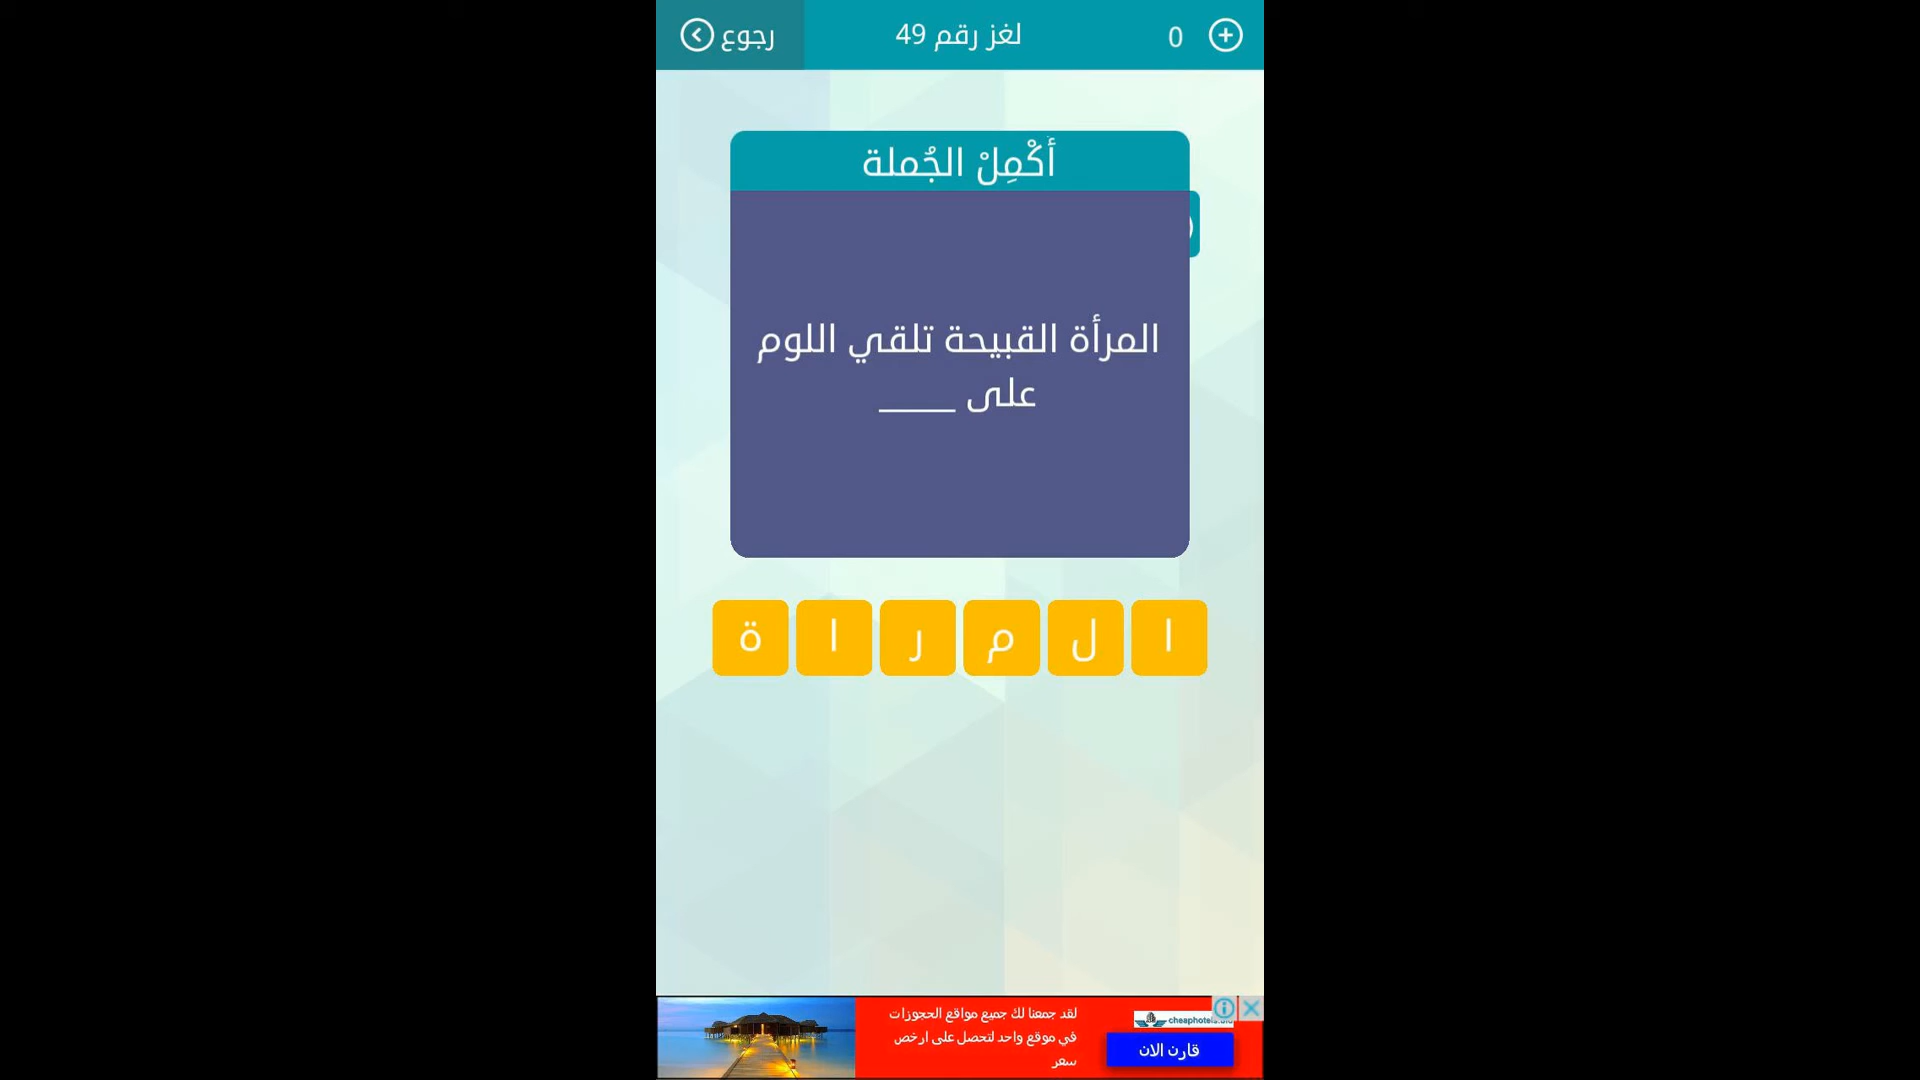 رجوع
لغز رقم 49
0
أَكْمِلْ الجُملة
المرأة القبيحة تلقي اللوم
على ____
ا ل م ر ا ة
لقد جمعنا لك جميع مواقع الحجوزات
في موقع واحد لتحصل على ارخص
سعر
قارن الان